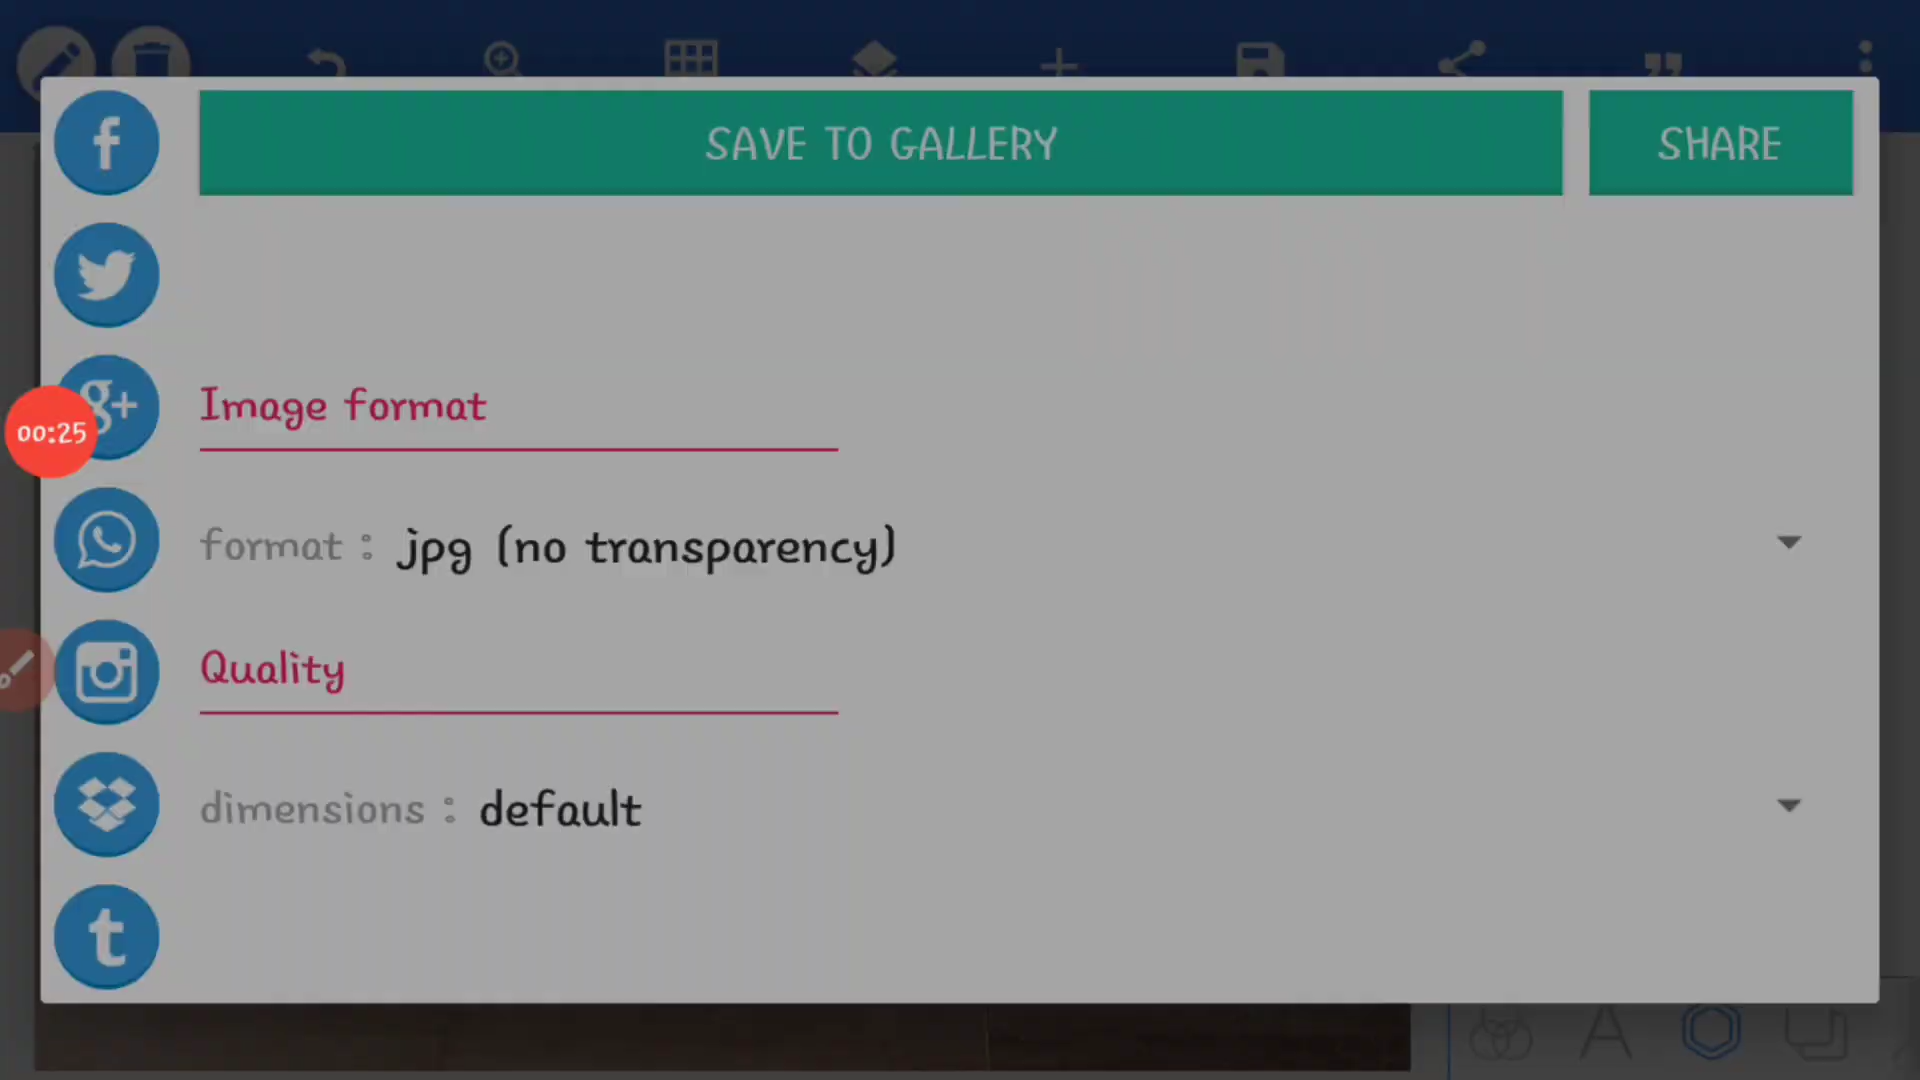 SAVE TO GALLERY
SHARE
Image format
00:25
format : jpg (no transparency)
Quality
dimensions : default